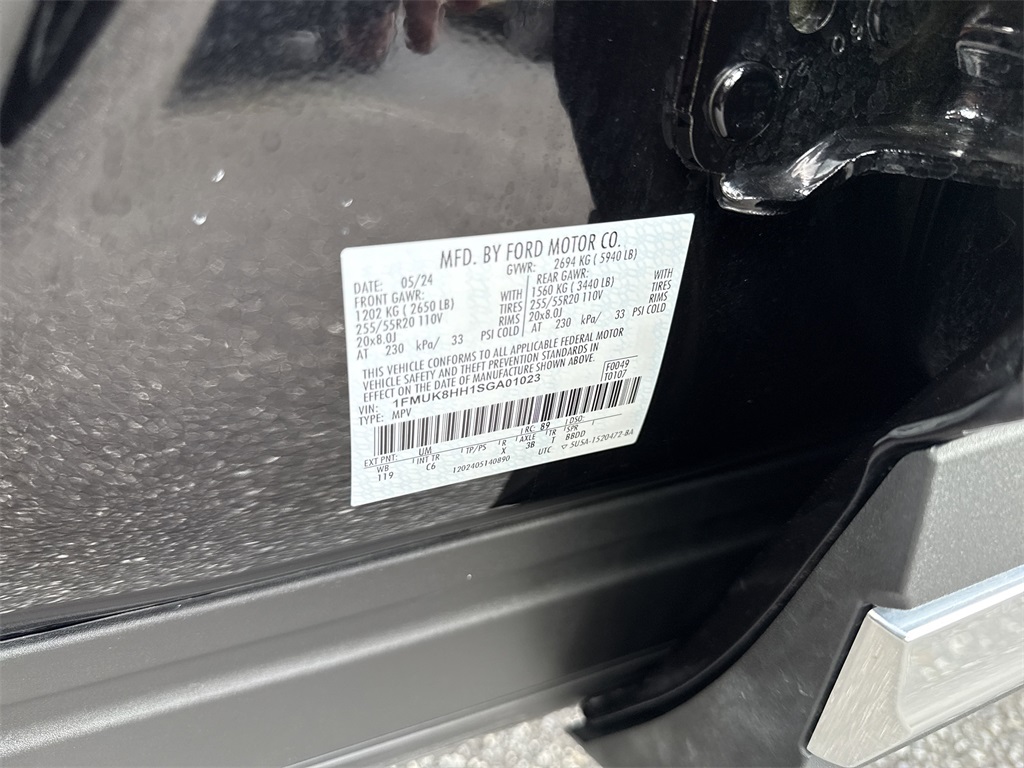 MFD. BY FORD MOTOR CO.
DATE: 05/24 GVWR: 2694 KG ( 5940 LB)
FRONT GAWR: REAR GAWR:
1202 KG ( 2650 LB) WITH 1560 KG ( 3440 LB) WITH
255/55R20 110V TIRES 255/55R20 110V TIRES
20x8.0J RIMS 20x8.0J RIMS
AT 230 kPa/ 33 PSI COLD AT 230 kPa/ 33 PSI COLD
THIS VEHICLE CONFORMS TO ALL APPLICABLE FEDERAL MOTOR
VEHICLE SAFETY AND THEFT PREVENTION STANDARDS IN
EFFECT ON THE DATE OF MANUFACTURE SHOWN ABOVE.
VIN: 1FMUK8HH1SGA01023 F0049
TYPE: MPV T0107
EXT PNT: UM RC: 89 DSO:
WB INT TR TP/PS R AXLE TR SPR
119 C6 X 3B T BBDD
1202405140890 UTC ▽ 5USA-1520472-BA